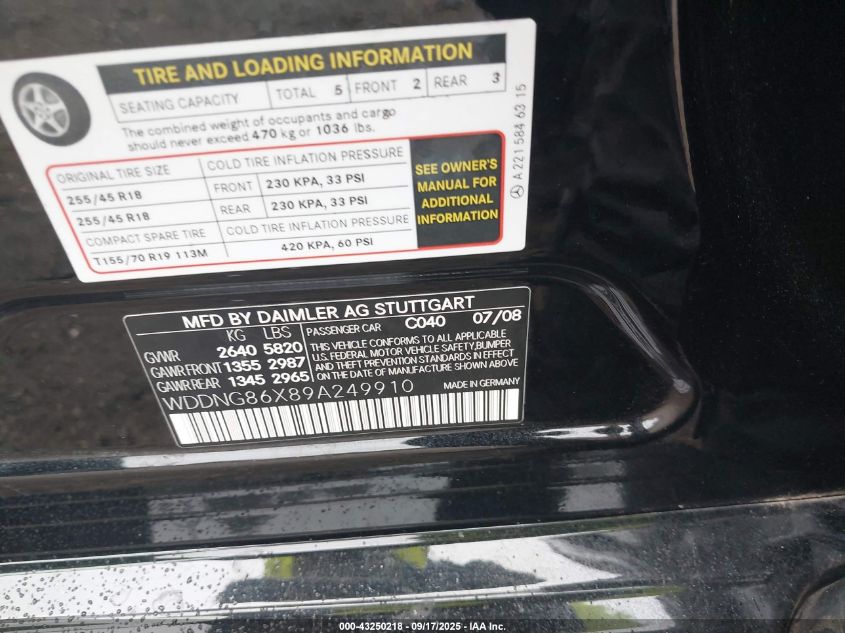 TIRE AND LOADING INFORMATION
SEATING CAPACITY TOTAL 5 FRONT 2 REAR 3
The combined weight of occupants and cargo
should never exceed 470 kg or 1036 lbs.
ORIGINAL TIRE SIZE COLD TIRE INFLATION PRESSURE
255/45 R18 FRONT 230 KPA, 33 PSI
255/45 R18 REAR 230 KPA, 33 PSI
COMPACT SPARE TIRE COLD TIRE INFLATION PRESSURE
T155/70 R19 113M 420 KPA, 60 PSI
SEE OWNER'S
MANUAL FOR
ADDITIONAL
INFORMATION
A 221 584 63 15
MFD BY DAIMLER AG STUTTGART
KG LBS PASSENGER CAR C040 07/08
GVWR 2640 5820
GAWR FRONT 1355 2987
GAWR REAR 1345 2965
THIS VEHICLE CONFORMS TO ALL APPLICABLE
U.S. FEDERAL MOTOR VEHICLE SAFETY, BUMPER
AND THEFT PREVENTION STANDARDS IN EFFECT
ON THE DATE OF MANUFACTURE SHOWN ABOVE
WDDNG86X89A249910
000-43250218 - 09/17/2025 - IAA Inc.